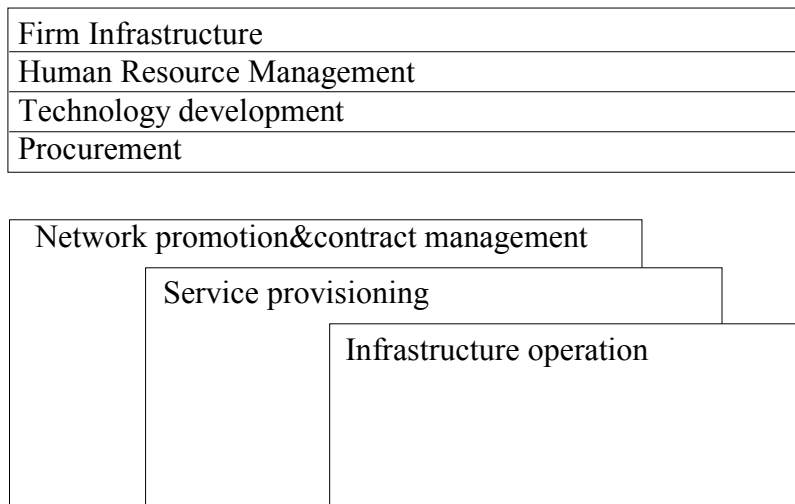 Firm Infrastructure
Human Resource Management
Technology development
Procurement
Network promotion&contract management
Service provisioning
Infrastructure operation